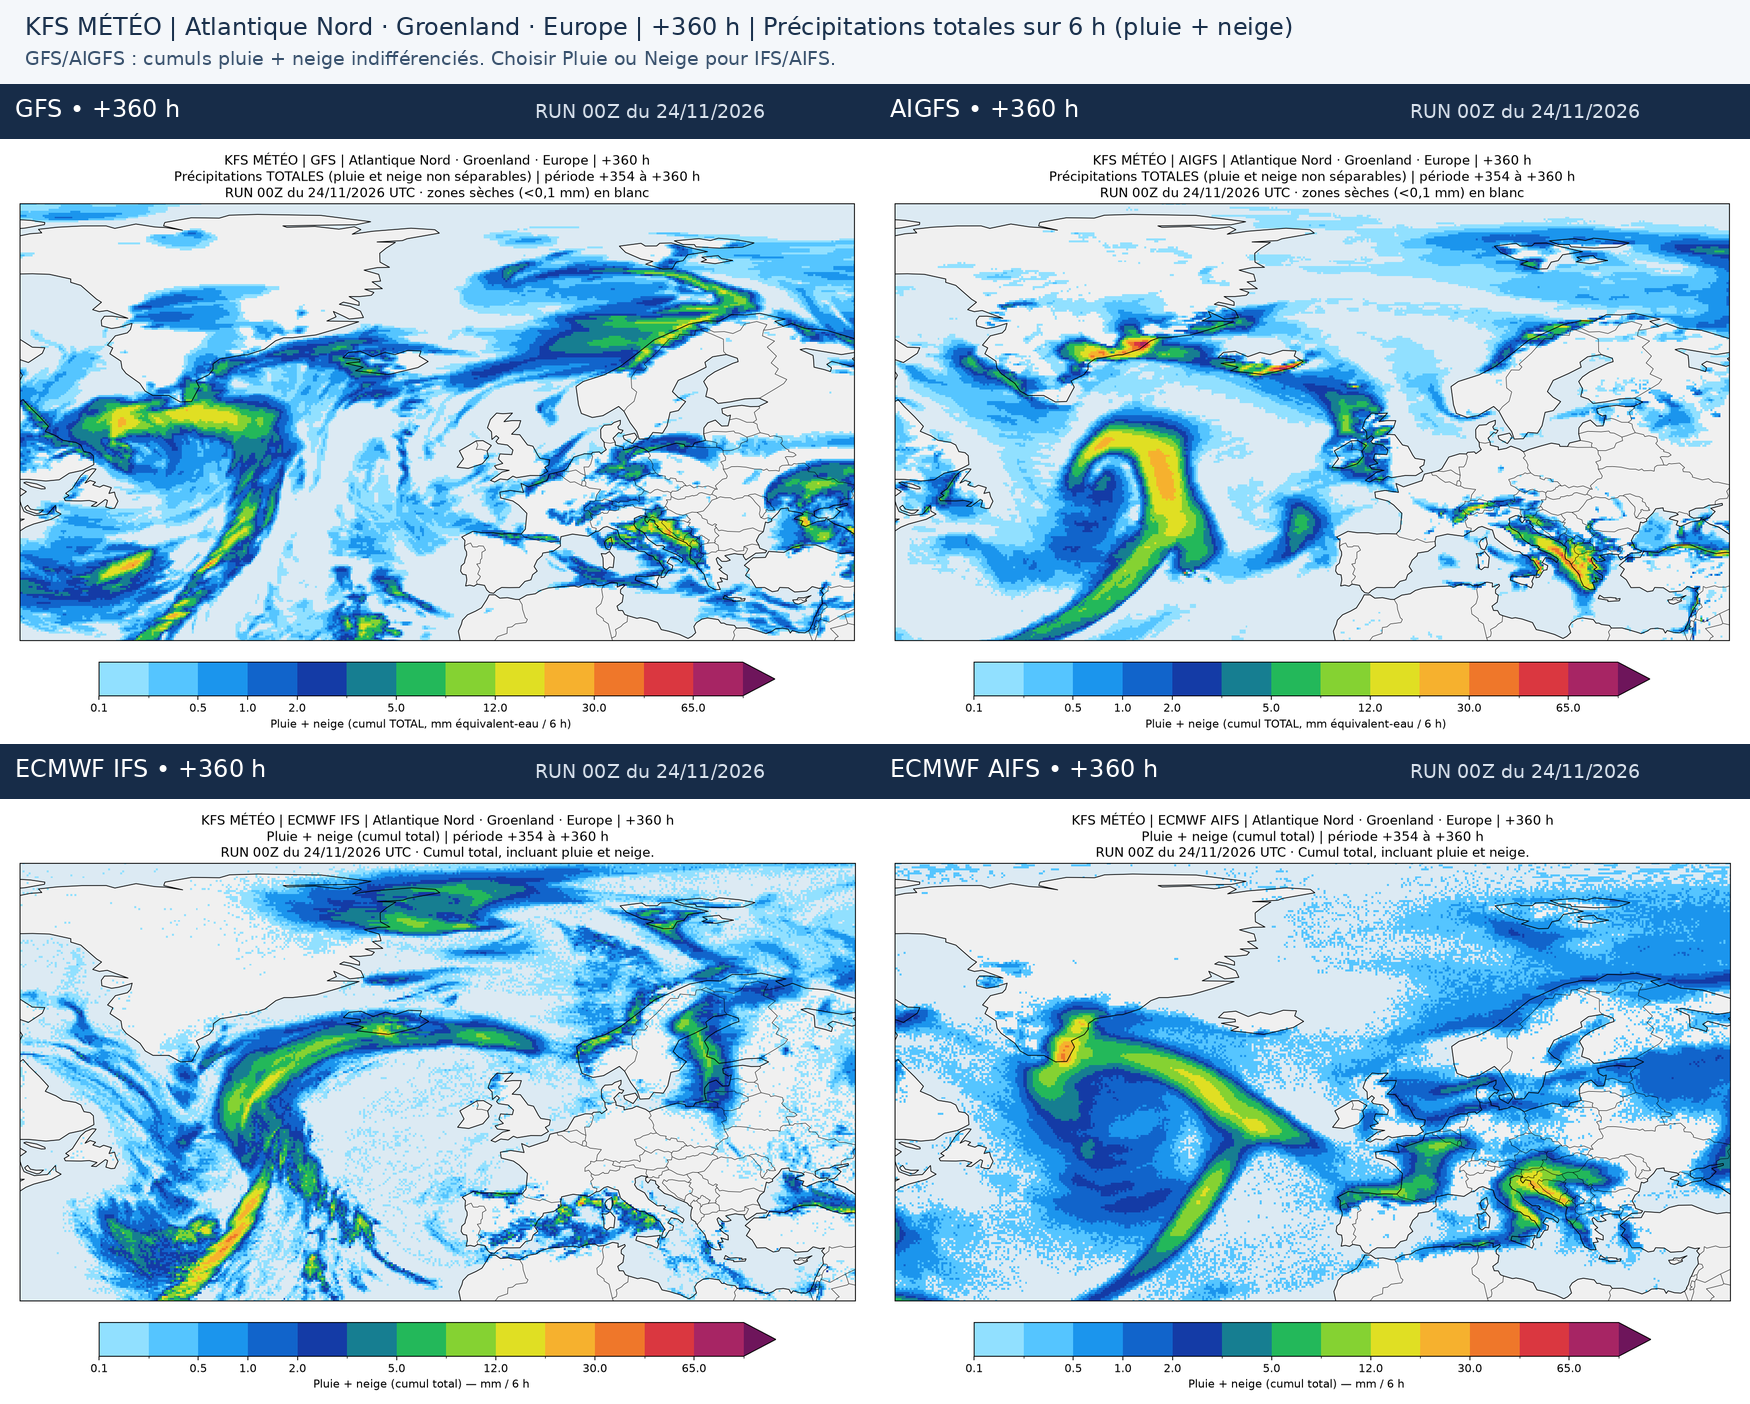 KFS MÉTÉO | Atlantique Nord · Groenland · Europe | +360 h | Précipitations totales sur 6 h (pluie + neige)
GFS/AIGFS : cumuls pluie + neige indifférenciés. Choisir Pluie ou Neige pour IFS/AIFS.
GFS • +360 h
RUN 00Z du 24/11/2026
AIGFS • +360 h
RUN 00Z du 24/11/2026
KFS MÉTÉO | GFS | Atlantique Nord · Groenland · Europe | +360 h
Précipitations TOTALES (pluie et neige non séparables) | période +354 à +360 h
RUN 00Z du 24/11/2026 UTC · zones sèches (<0,1 mm) en blanc
KFS MÉTÉO | AIGFS | Atlantique Nord · Groenland · Europe | +360 h
Précipitations TOTALES (pluie et neige non séparables) | période +354 à +360 h
RUN 00Z du 24/11/2026 UTC · zones sèches (<0,1 mm) en blanc
0.1 0.5 1.0 2.0 5.0 12.0 30.0 65.0
Pluie + neige (cumul TOTAL, mm équivalent-eau / 6 h)
0.1 0.5 1.0 2.0 5.0 12.0 30.0 65.0
Pluie + neige (cumul TOTAL, mm équivalent-eau / 6 h)
ECMWF IFS • +360 h
RUN 00Z du 24/11/2026
ECMWF AIFS • +360 h
RUN 00Z du 24/11/2026
KFS MÉTÉO | ECMWF IFS | Atlantique Nord · Groenland · Europe | +360 h
Pluie + neige (cumul total) | période +354 à +360 h
RUN 00Z du 24/11/2026 UTC · Cumul total, incluant pluie et neige.
KFS MÉTÉO | ECMWF AIFS | Atlantique Nord · Groenland · Europe | +360 h
Pluie + neige (cumul total) | période +354 à +360 h
RUN 00Z du 24/11/2026 UTC · Cumul total, incluant pluie et neige.
0.1 0.5 1.0 2.0 5.0 12.0 30.0 65.0
Pluie + neige (cumul total) — mm / 6 h
0.1 0.5 1.0 2.0 5.0 12.0 30.0 65.0
Pluie + neige (cumul total) — mm / 6 h